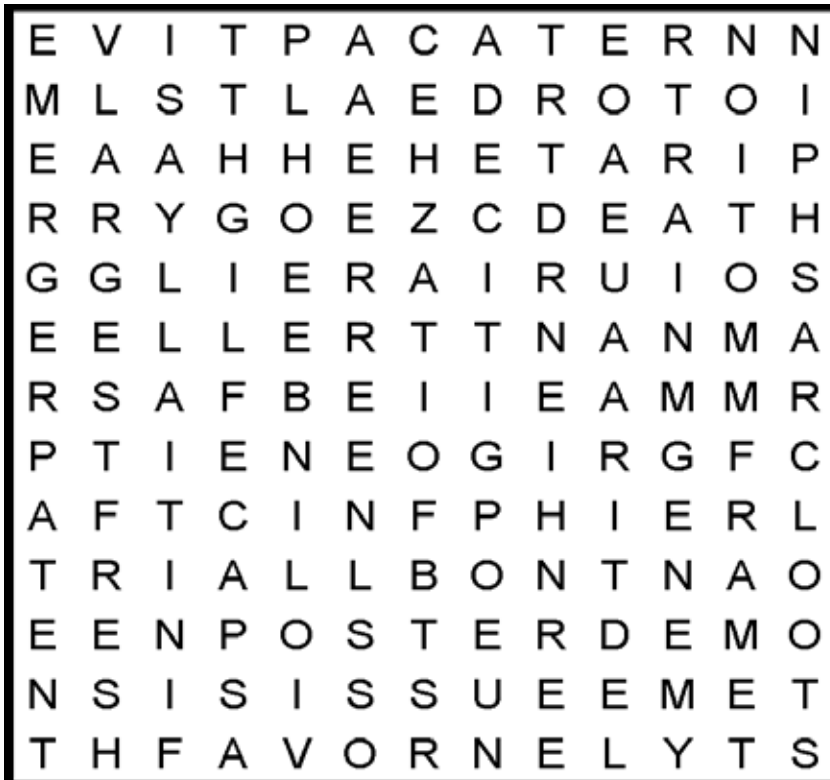 E V I T P A C A T E R N N
M L S T L A E D R O T O I
E A A H H E H E T A R I P
R R Y G O E Z C D E A T H
G G L I E R A I R U I O S
E E L L E R T T N A N M A
R S A F B E I I E A M M R
P T I E N E O G I R G F C
A F T C I N F P H I E R L
T R I A L L B O N T N A O
E E N P O S T E R D E M O
N S I S I S S U E E M E T
T H F A V O R N E L Y T S